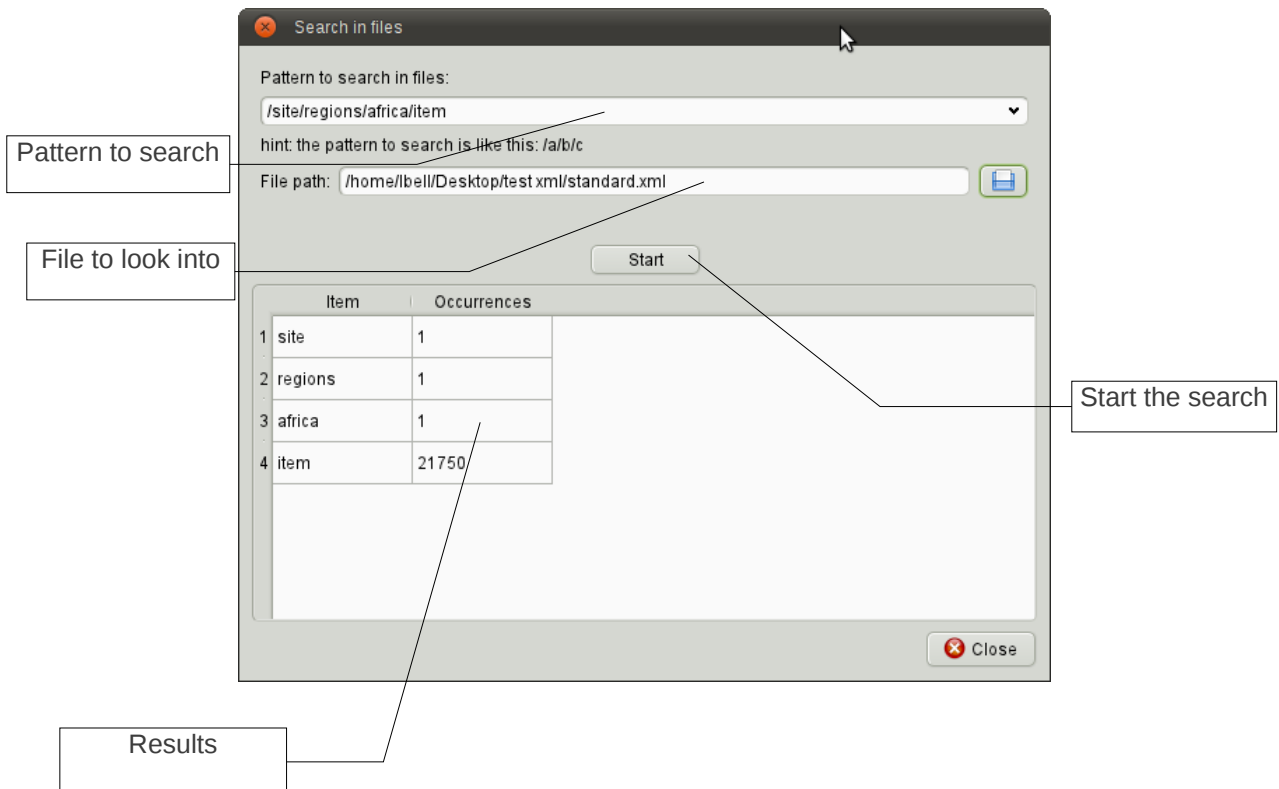 Search in files
Pattern to search in files:
/site/regions/africa/item
Pattern to search
hint: the pattern to search is like this: /a/b/c
File path: /home/lbell/Desktop/test xml/standard.xml
File to look into
Start
Item Occurrences
1 site 1
2 regions 1
Start the search
3 africa 1
4 item 21750
Close
Results